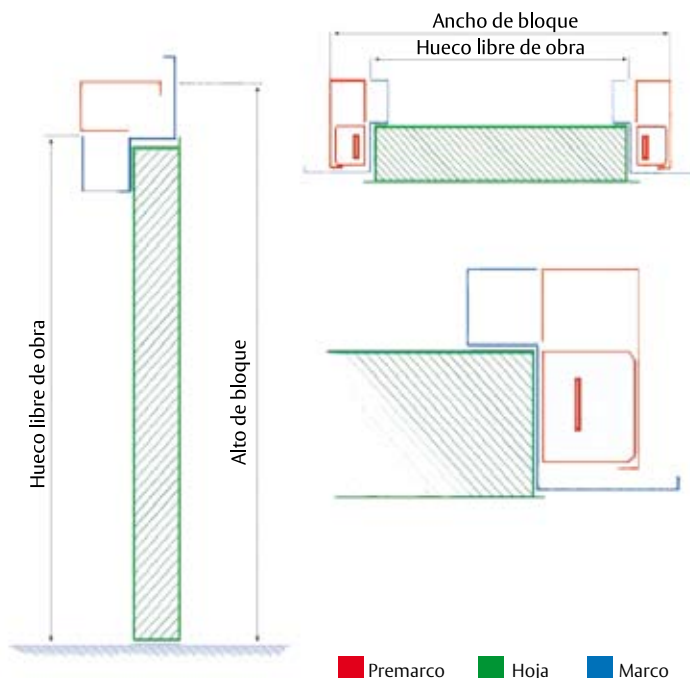 Ancho de bloque
Hueco libre de obra
Hueco libre de obra
Alto de bloque
Premarco
Hoja
Marco